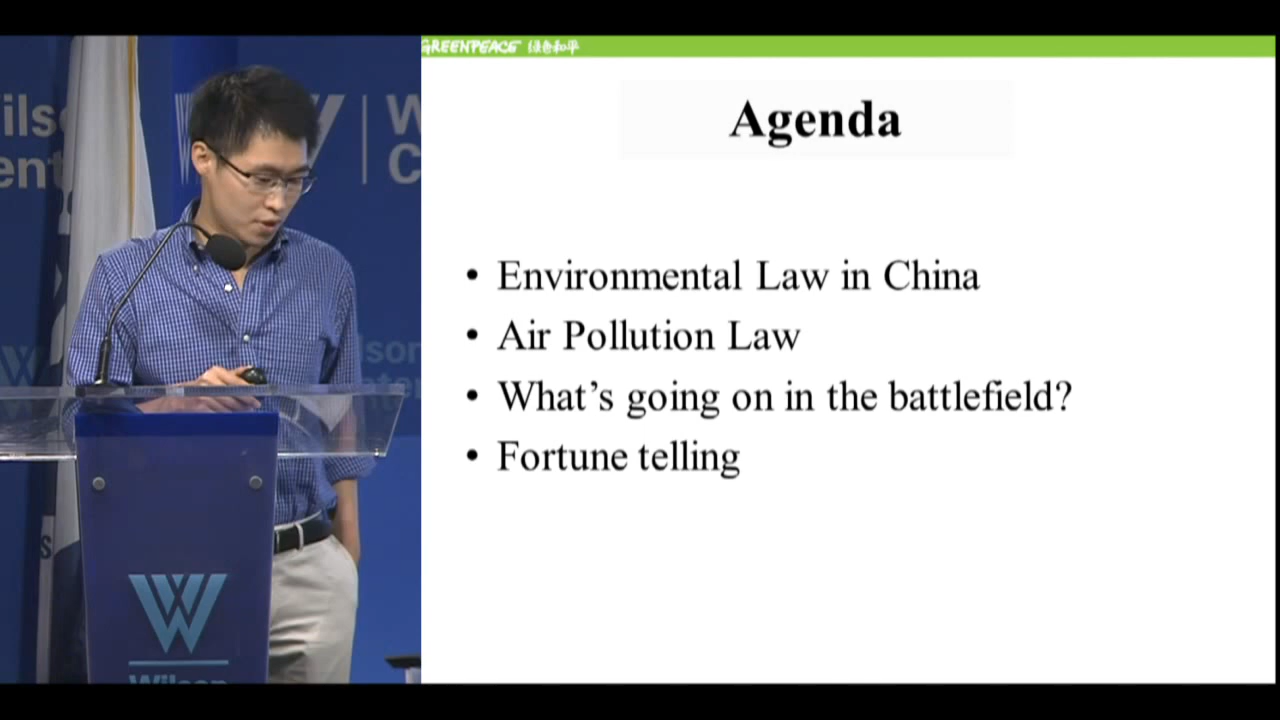 GREENPEACE 绿色和平
Agenda
• Environmental Law in China
• Air Pollution Law
• What's going on in the battlefield?
• Fortune telling
W
Wilson